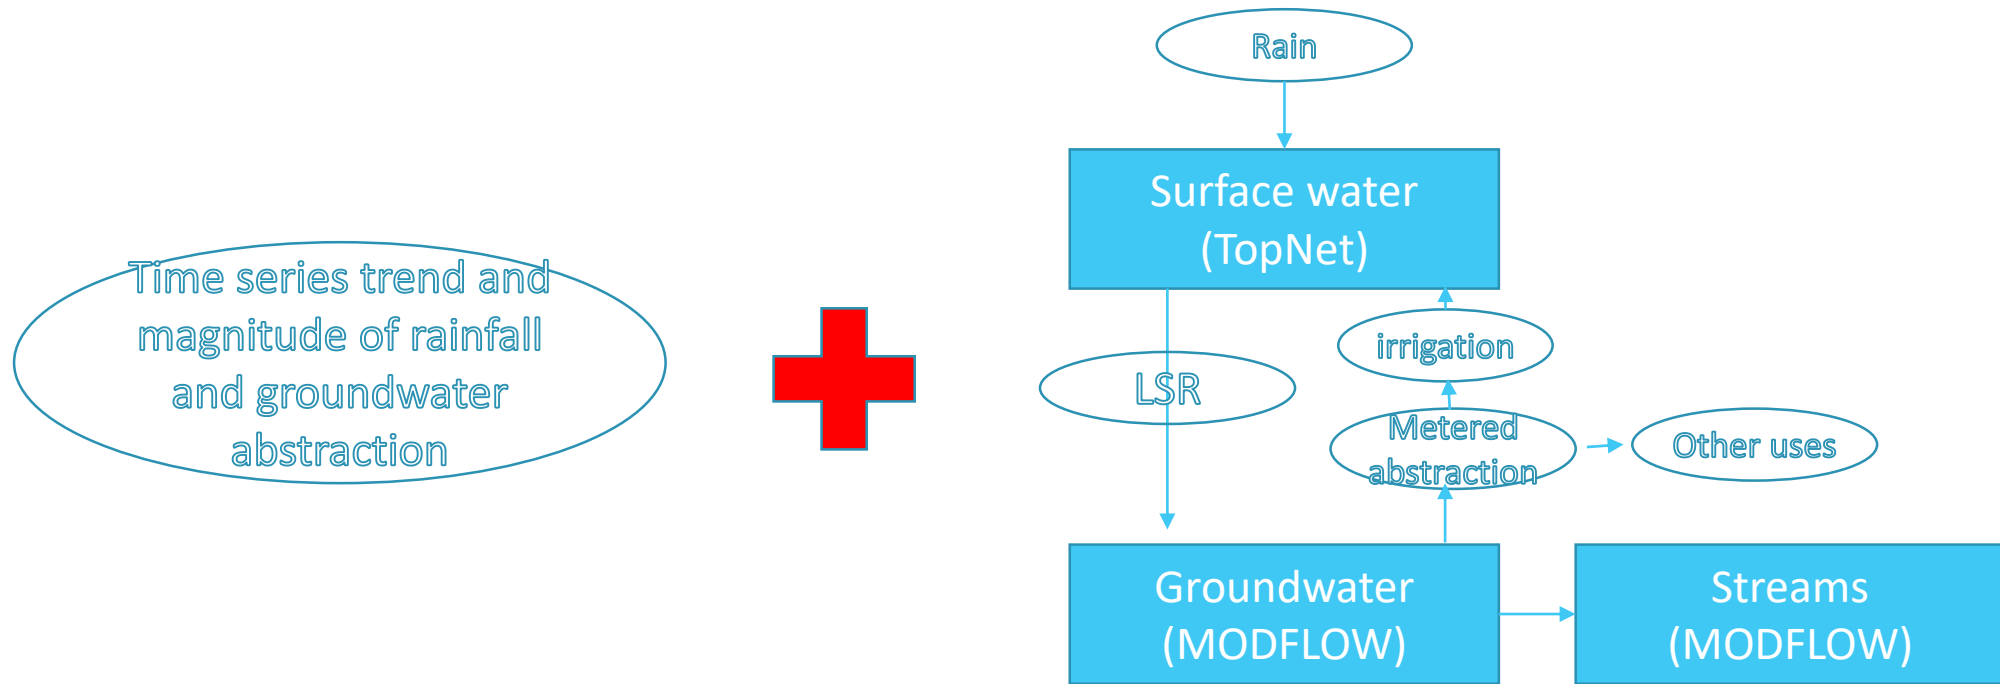 Time series trend and
magnitude of rainfall
and groundwater
abstraction
Rain
Surface water
(TopNet)
LSR
irrigation
Metered
abstraction
Other uses
Groundwater
(MODFLOW)
Streams
(MODFLOW)